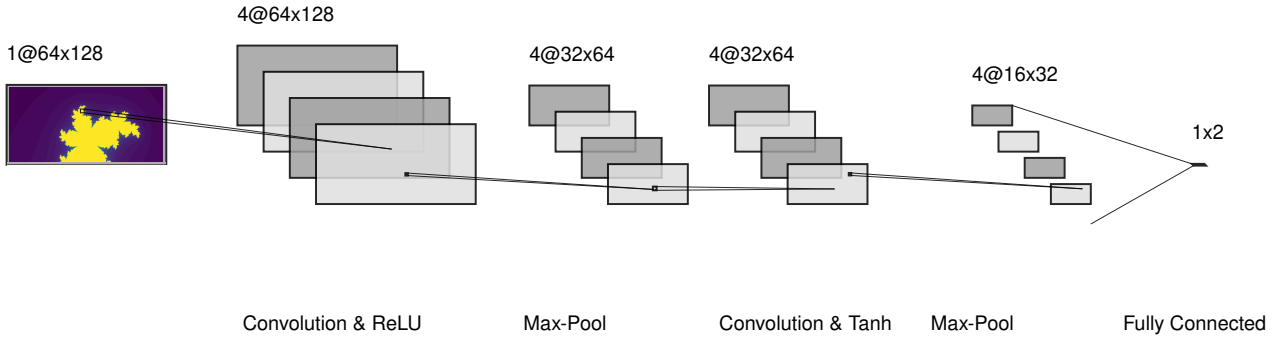 1@64x128
4@64x128
4@32x64
4@32x64
4@16x32
1x2
Convolution & ReLU
Max-Pool
Convolution & Tanh
Max-Pool
Fully Connected